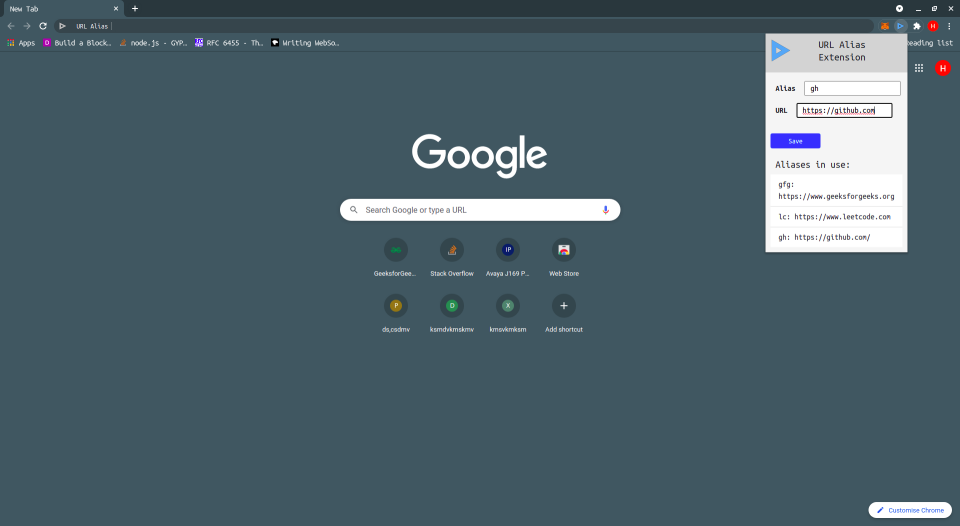 New Tab
URL Alias
Apps
Build a Block…
node.js - GYP…
RFC 6455 - Th…
Writing WebSo…
Reading list
URL Alias
Extension
Alias
gh
URL
https://github.com
Save
Aliases in use:
gfg:
https://www.geeksforgeeks.org
lc: https://www.leetcode.com
gh: https://github.com/
H
H
Google
Search Google or type a URL
IP
GeeksforGee…
Stack Overflow
Avaya J169 P…
Web Store
P
D
X
ds,csdmv
ksmdvkmskmv
kmsvkmksm
Add shortcut
Customise Chrome